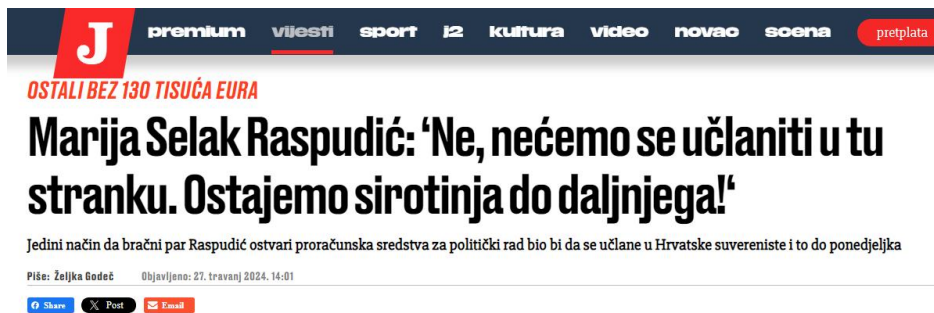 J
premium vijesti sport j2 kultura video novac scena pretplata
OSTALI BEZ 130 TISUĆA EURA
Marija Selak Raspudić: ‘Ne, nećemo se učlaniti u tu
stranku. Ostajemo sirotinja do daljnjega!‘
Jedini način da bračni par Raspudić ostvari proračunska sredstva za politički rad bio bi da se učlane u Hrvatske suvereniste i to do ponedjeljka
Piše: Željka Godeč Objavljeno: 27. travanj 2024. 14:01
Share X Post Email